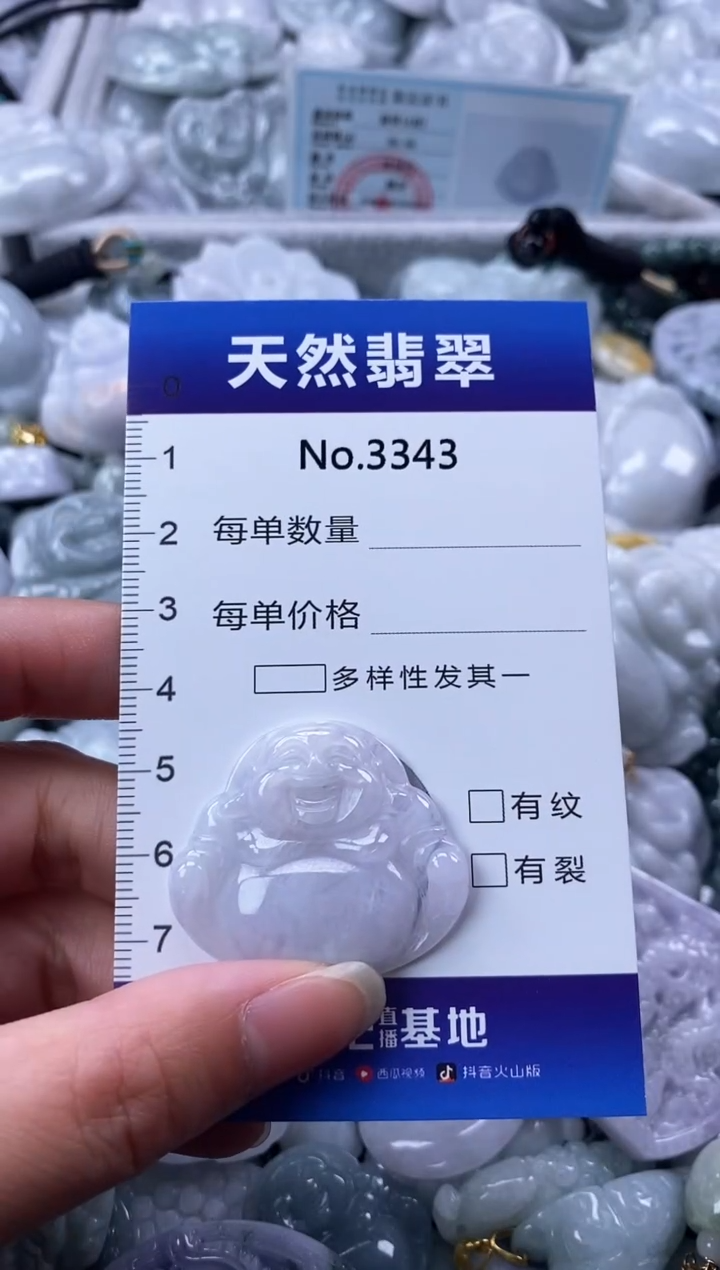 天然翡翠
0
No.3343
1
2
每单数量
3
每单价格
4
多样性发其一
5
有纹
6
有裂
7
直播基地
抖音 西瓜视频 抖音火山版